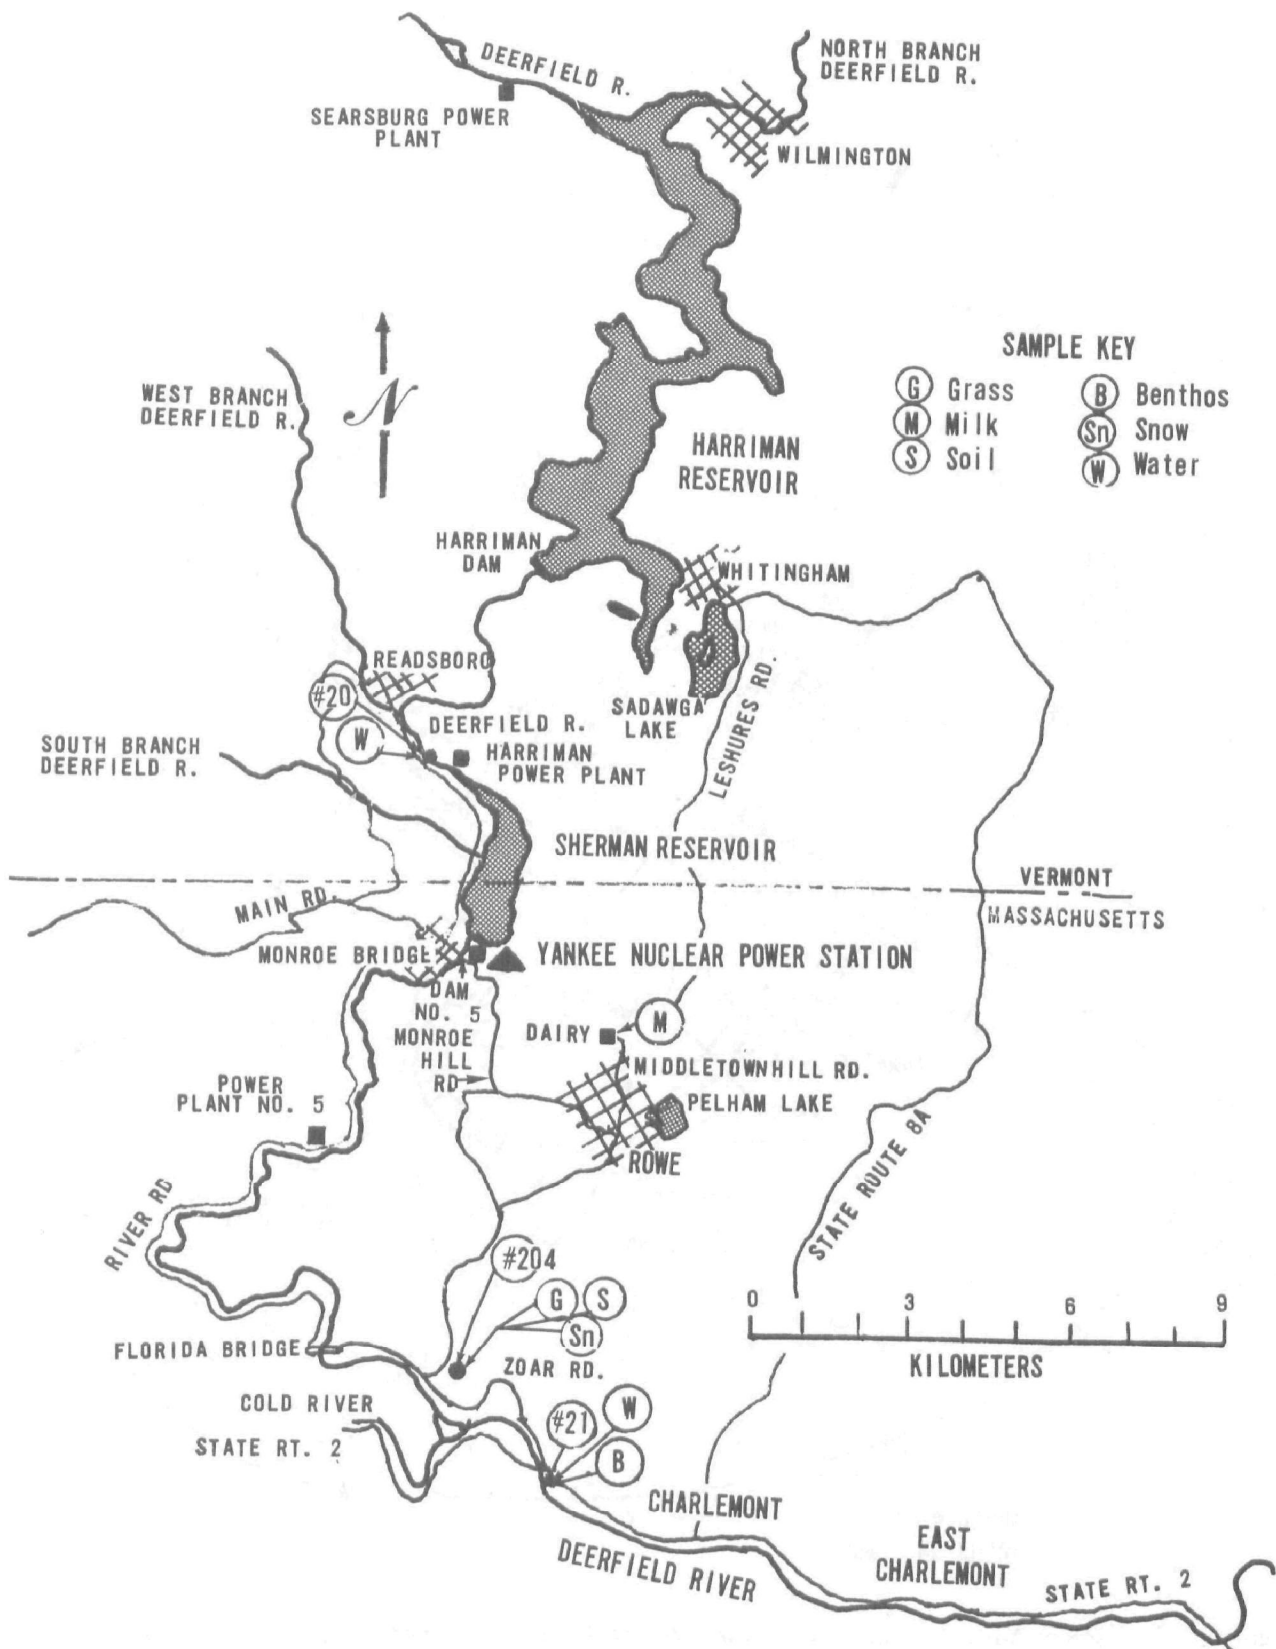 DEERFIELD R.
NORTH BRANCH
DEERFIELD R.
SEARSBURG POWER
PLANT
WILMINGTON
N
SAMPLE KEY
G Grass
B Benthos
M Milk
Sn Snow
S Soil
W Water
WEST BRANCH
DEERFIELD R.
HARRIMAN
RESERVOIR
HARRIMAN
DAM
WHITINGHAM
READSBORO
#20
W
SADAWGA
LAKE
LESHURES RD.
DEERFIELD R.
HARRIMAN
POWER PLANT
SOUTH BRANCH
DEERFIELD R.
SHERMAN RESERVOIR
VERMONT
MASSACHUSETTS
MAIN RD.
MONROE BRIDGE
YANKEE NUCLEAR POWER STATION
DAM
NO. 5
MONROE
HILL
RD
DAIRY
M
MIDDLETOWNHILL RD.
PELHAM LAKE
ROWE
POWER
PLANT NO. 5
STATE ROUTE 8A
RIVER RD
#204
G
S
Sn
0 3 6 9
KILOMETERS
FLORIDA BRIDGE
ZOAR RD.
COLD RIVER
STATE RT. 2
#21
W
B
CHARLEMONT
DEERFIELD RIVER
EAST
CHARLEMONT
STATE RT. 2